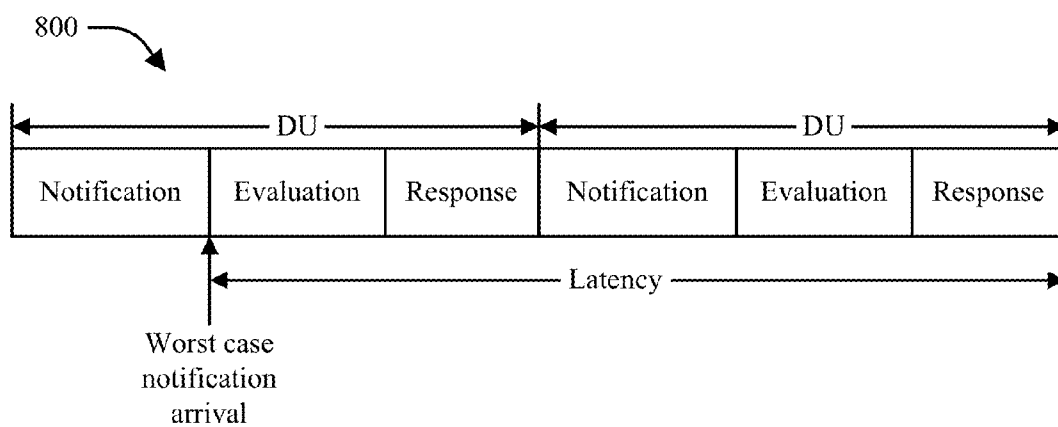 800
DU DU
Notification Evaluation Response Notification Evaluation Response
Latency
Worst case
notification
arrival